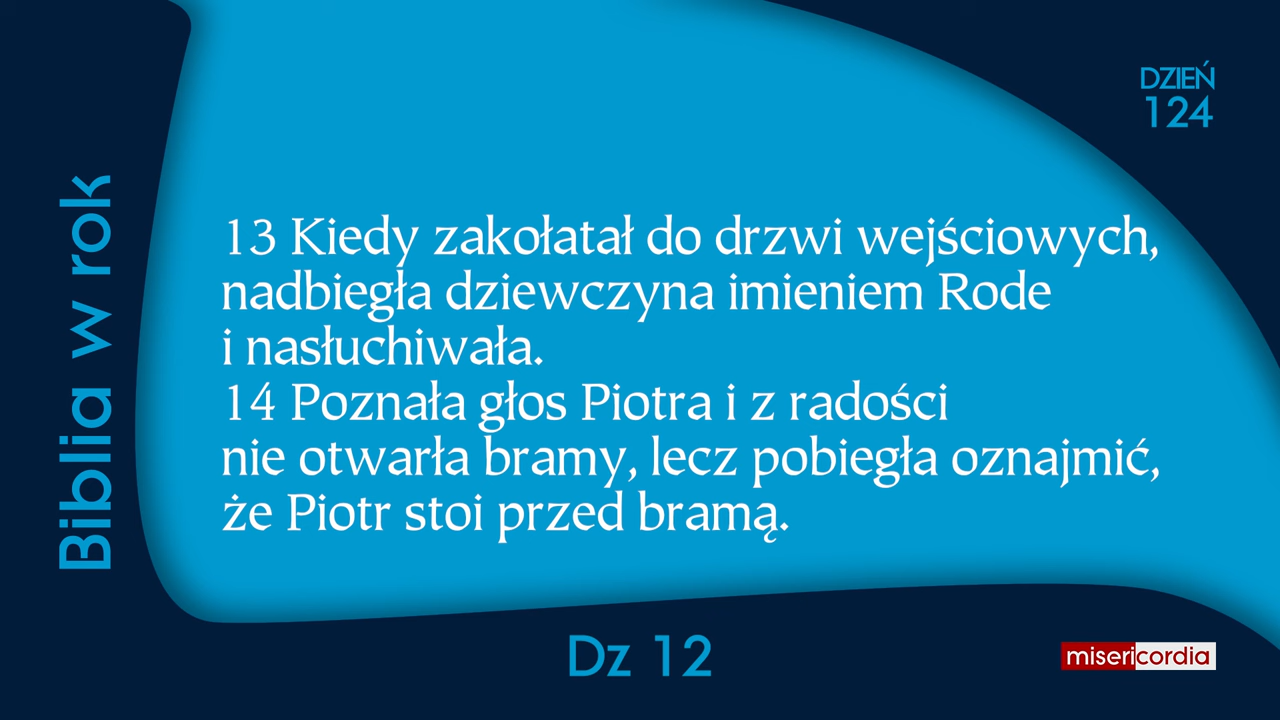 DZIEŃ
124
Biblia w rok
13 Kiedy zakołatał do drzwi wejściowych,
nadbiegła dziewczyna imieniem Rode
i nasłuchiwała.
14 Poznała głos Piotra i z radości
nie otwarła bramy, lecz pobiegła oznajmić,
że Piotr stoi przed bramą.
Dz 12
misericordia